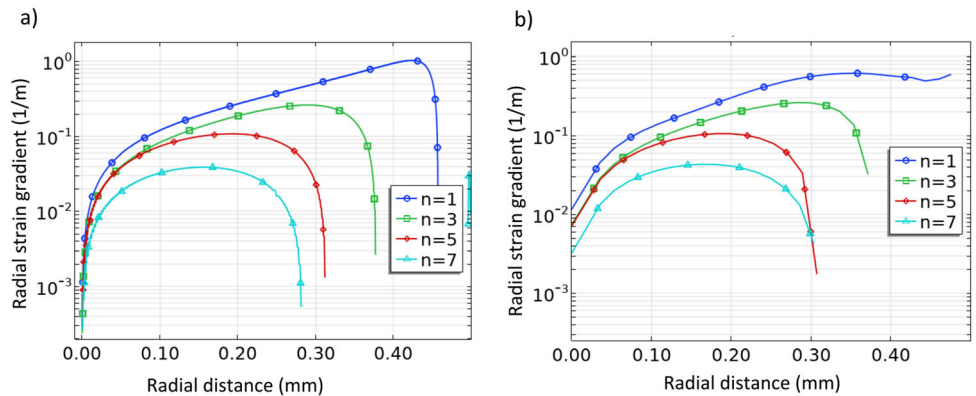 a)
Radial strain gradient (1/m)
10⁰
10⁻¹
10⁻²
10⁻³
n=1
n=3
n=5
n=7
0.00 0.10 0.20 0.30 0.40
Radial distance (mm)
b)
Radial strain gradient (1/m)
10⁰
10⁻¹
10⁻²
10⁻³
n=1
n=3
n=5
n=7
0.00 0.10 0.20 0.30 0.40
Radial distance (mm)